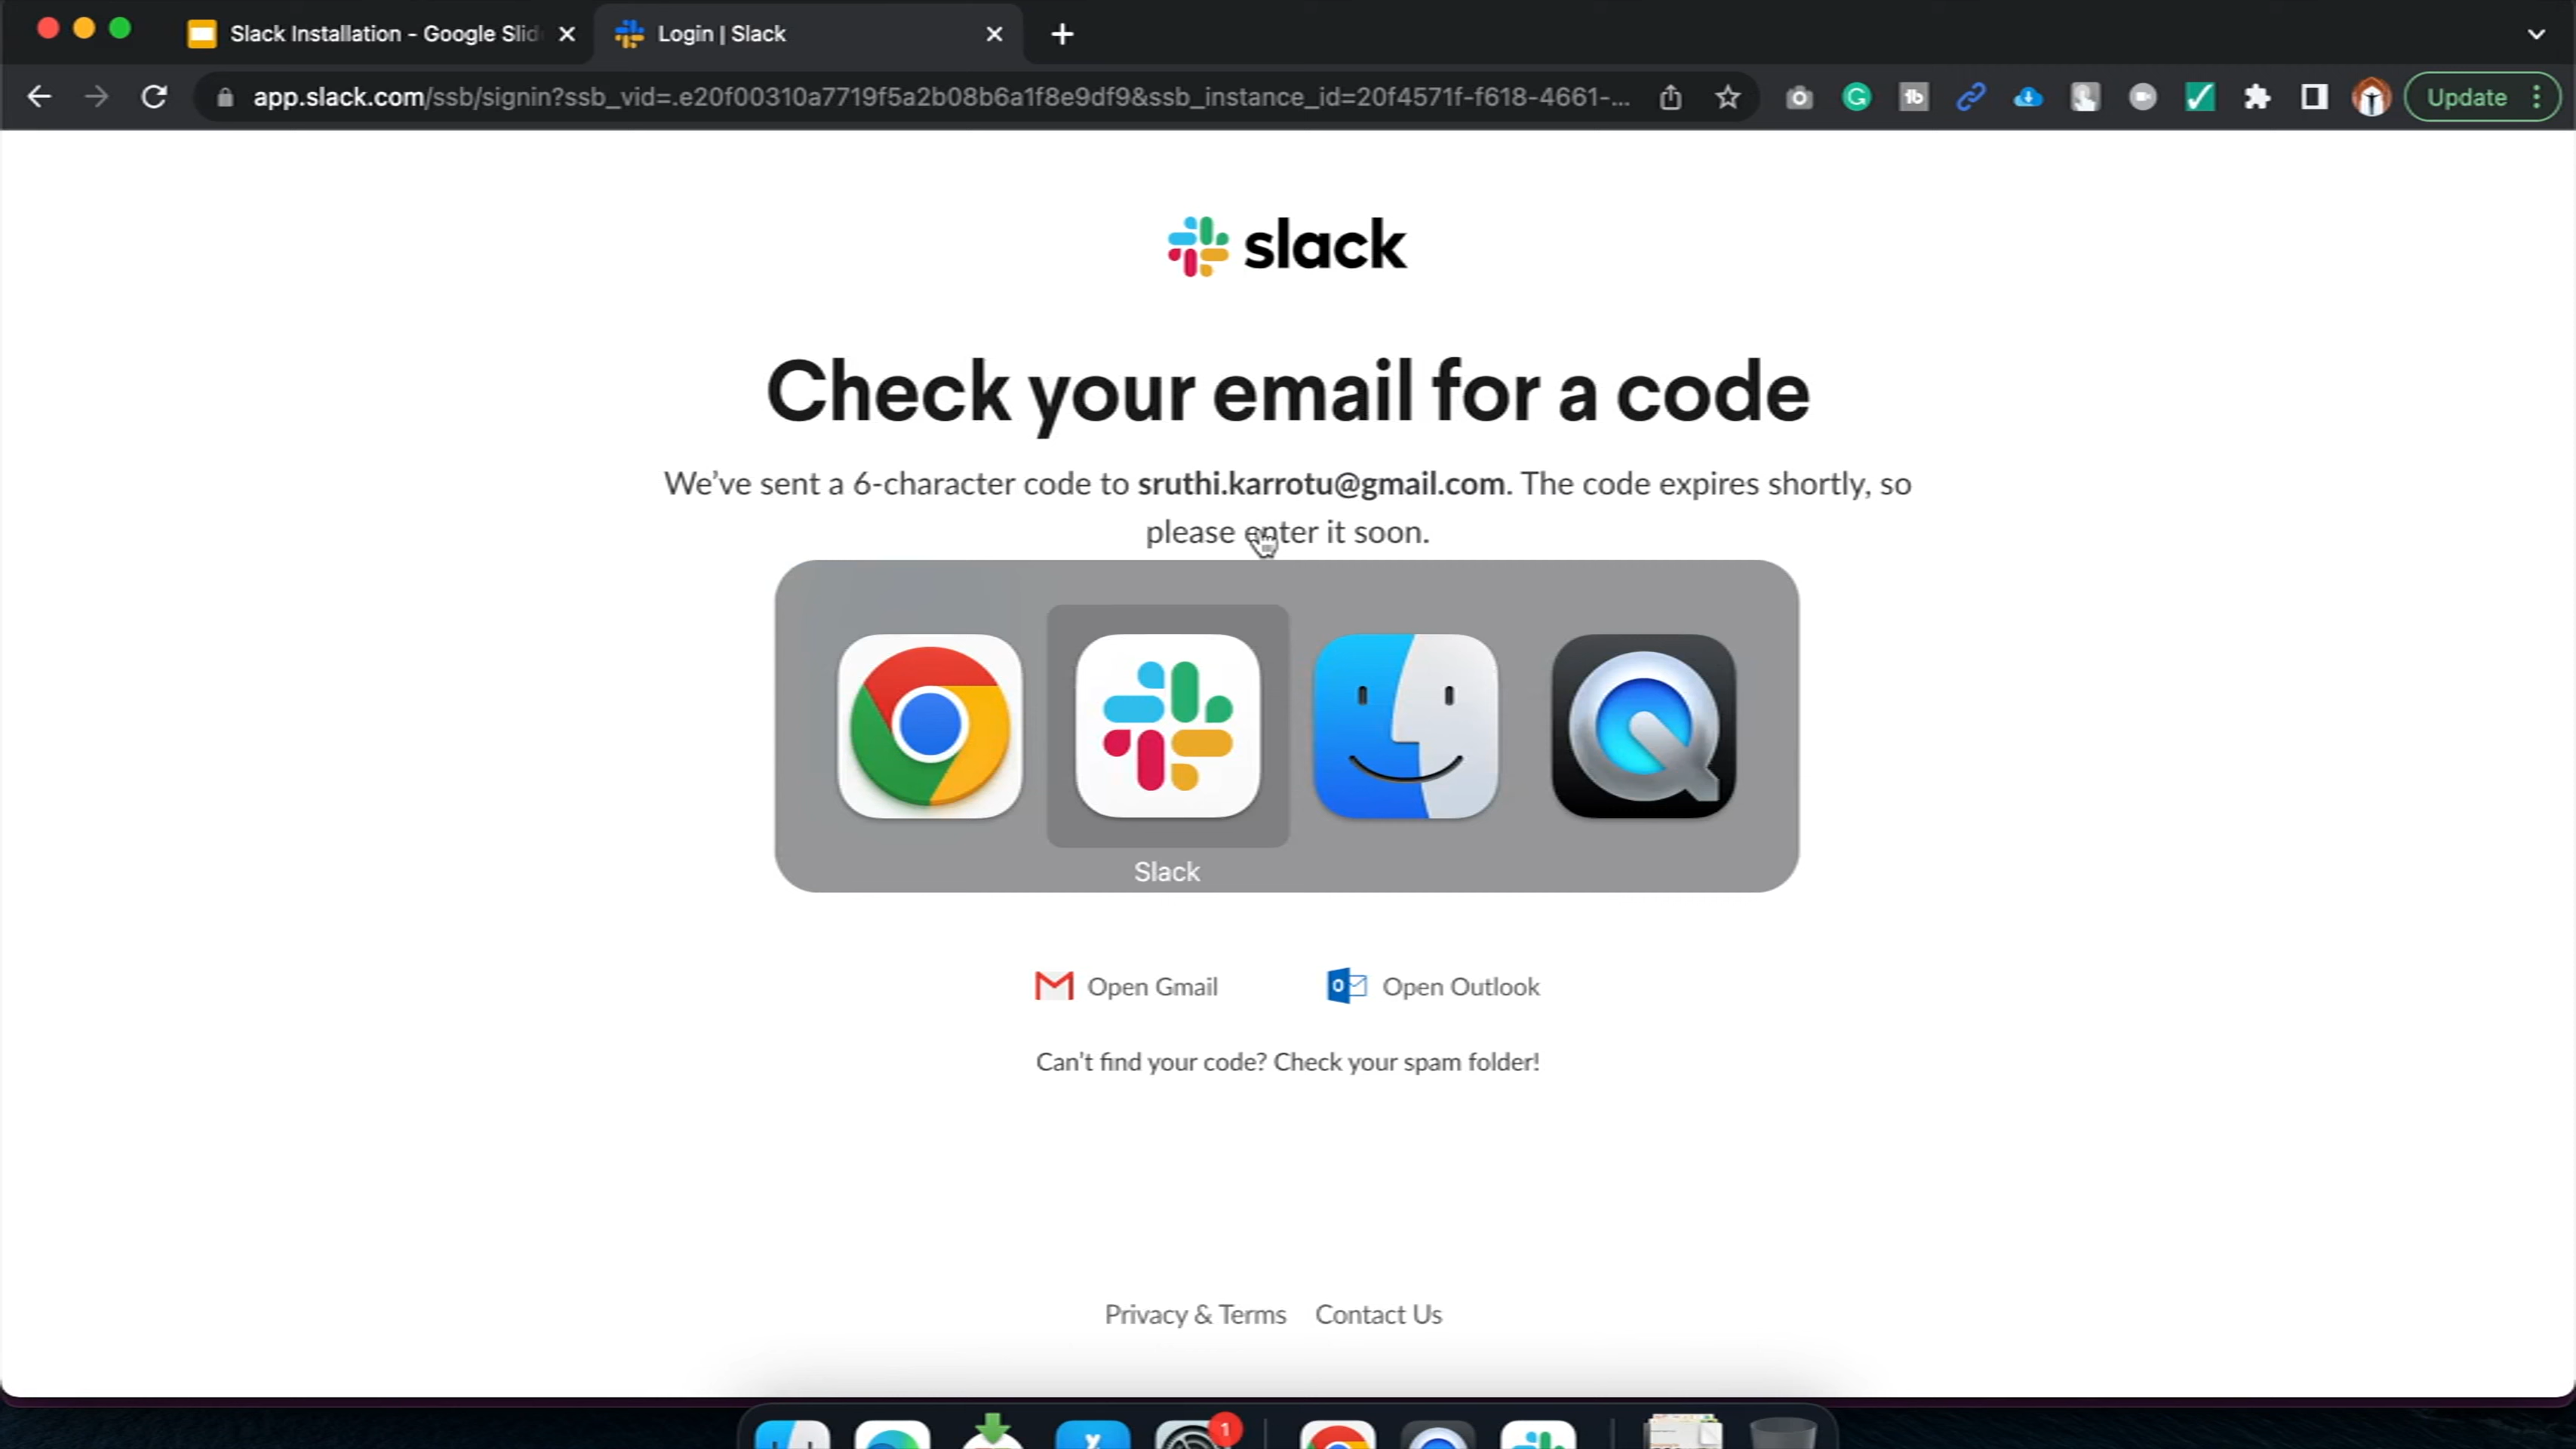 Slack Installation - Google Slid
Login | Slack
app.slack.com/ssb/signin?ssb_vid=.e20f00310a7719f5a2b08b6a1f8e9df9&ssb_instance_id=20f4571f-f618-4661-...
Update
slack
Check your email for a code
We've sent a 6-character code to sruthi.karrotu@gmail.com. The code expires shortly, so
please enter it soon.
Slack
Open Gmail
Open Outlook
Can't find your code? Check your spam folder!
Privacy & Terms
Contact Us
1